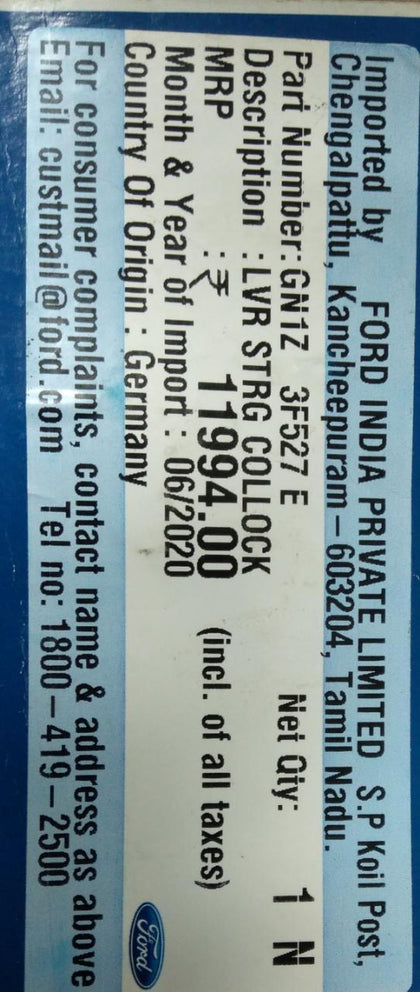 Imported by FORD INDIA PRIVATE LIMITED S.P Koil Post,
Chengalpattu, Kancheepuram – 603204, Tamil Nadu.
Part Number: GN1Z 3F527 E Net Qty: 1 N
Description : LVR STRG COLLOCK
MRP : ₹ 11994.00 (incl. of all taxes)
Month & Year of Import : 06/2020
Country Of Origin : Germany
Ford
For consumer complaints, contact name & address as above
Email: custmail@ford.com Tel no: 1800–419–2500